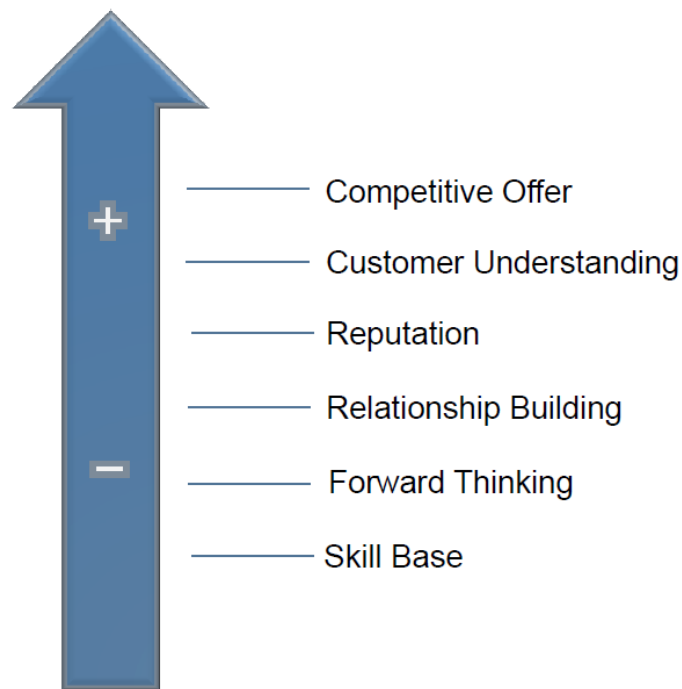 +
Competitive Offer
Customer Understanding
Reputation
Relationship Building
−
Forward Thinking
Skill Base